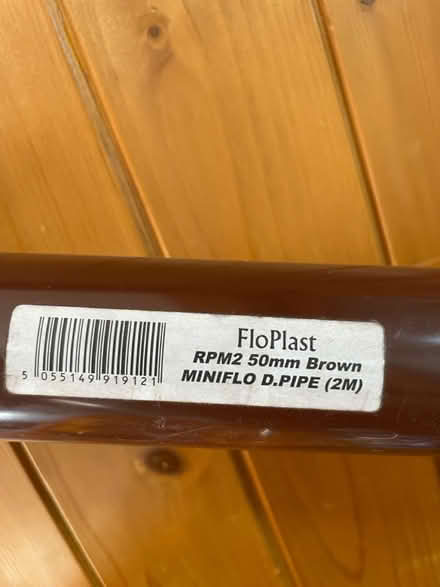 FloPlast
RPM2 50mm Brown
MINIFLO D.PIPE (2M)
5 055149 919121